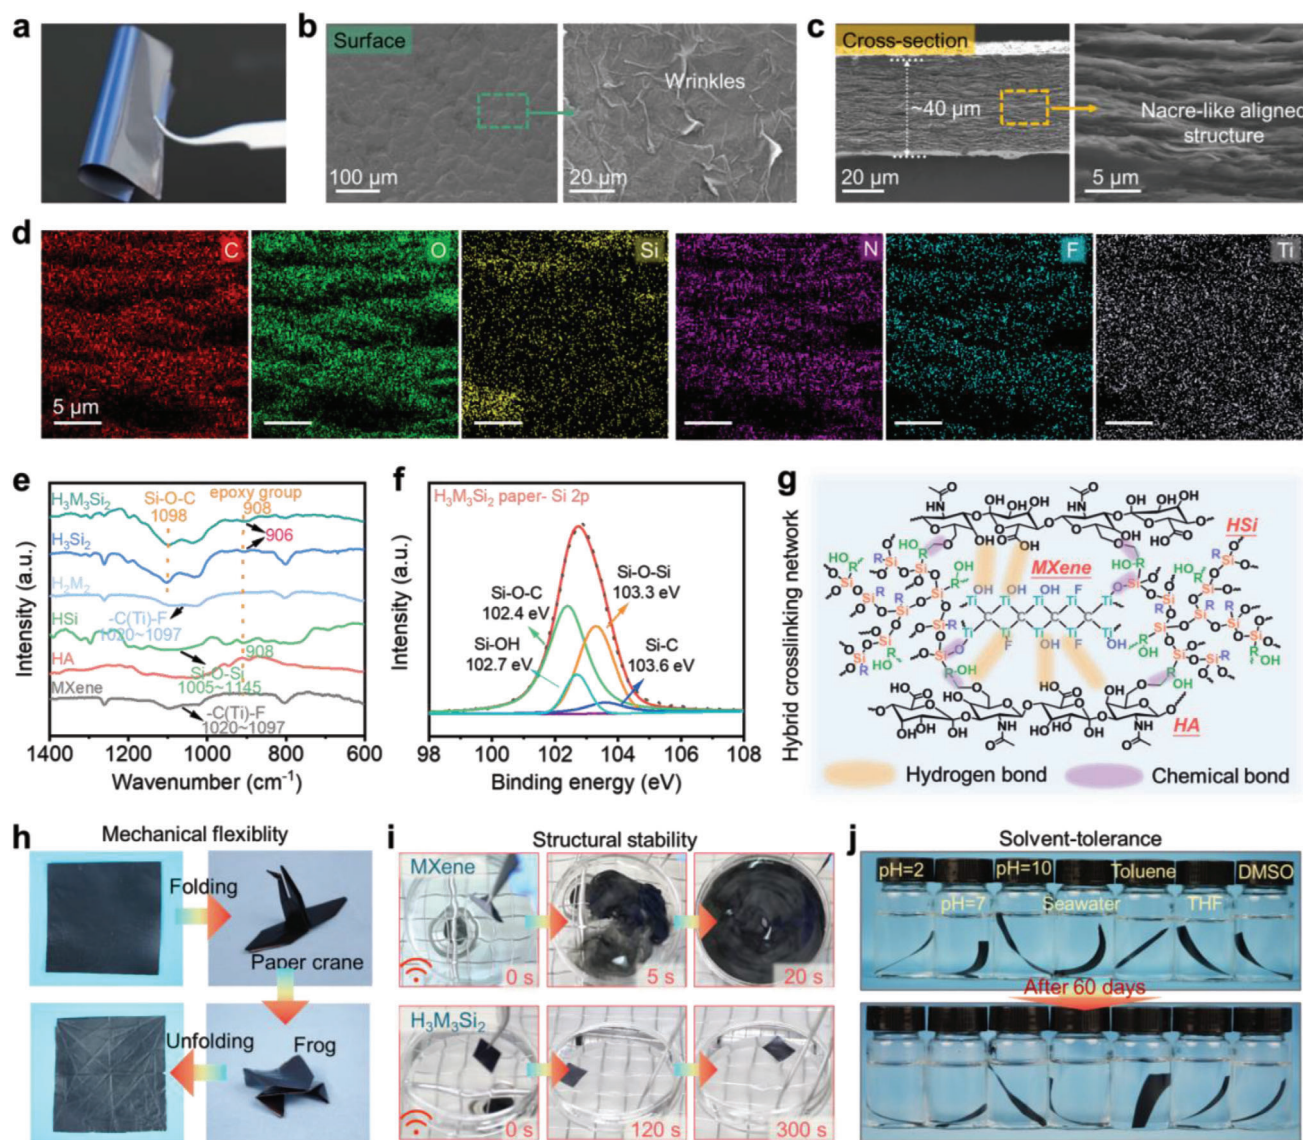 a
b
Surface
Wrinkles
100 µm
20 µm
c
Cross-section
~40 µm
20 µm
Nacre-like aligned
structure
5 µm
d
C
O
Si
N
F
Ti
5 µm
e
H₃M₃Si₂
Si-O-C
1098
epoxy group
908
906
H₃Si₂
H₂M₂
-C(Ti)-F
1020~1097
HSi
908
Si-O-Si
1005~1145
HA
MXene
-C(Ti)-F
1020~1097
Intensity (a.u.)
1400 1200 1000 800 600
Wavenumber (cm⁻¹)
f
H₃M₃Si₂ paper- Si 2p
Si-O-C
102.4 eV
Si-O-Si
103.3 eV
Si-OH
102.7 eV
Si-C
103.6 eV
Intensity (a.u.)
98 100 102 104 106 108
Binding energy (eV)
g
Hybrid crosslinking network
HSi
MXene
HA
Hydrogen bond
Chemical bond
h
Mechanical flexiblity
Folding
Paper crane
Unfolding
Frog
i
Structural stability
MXene
0 s
5 s
20 s
H₃M₃Si₂
0 s
120 s
300 s
j
Solvent-tolerance
pH=2
pH=7
pH=10
Seawater
Toluene
THF
DMSO
After 60 days